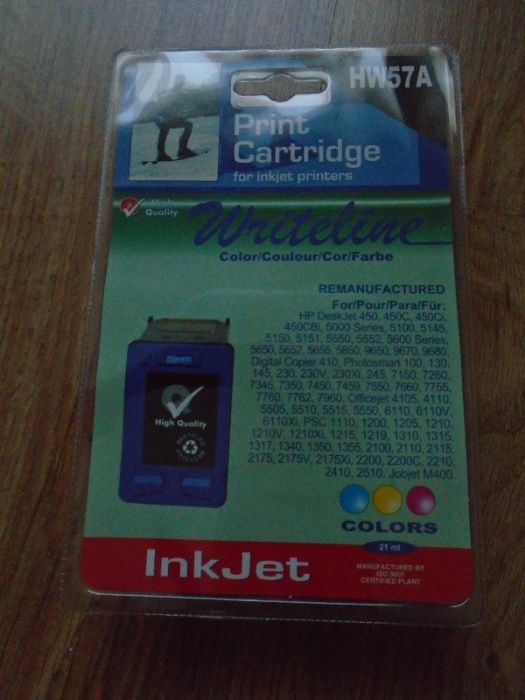 HW57A
Print
Cartridge
for inkjet printers
High
Quality
Writeline
Color/Couleur/Cor/Farbe
REMANUFACTURED
For/Pour/Para/Für:
HP DeskJet 450, 450C, 450Ci,
450CBi, 5000 Series, 5100, 5145,
5150, 5151, 5550, 5552, 5600 Series,
5650, 5652, 5655, 5850, 9650, 9670, 9680,
Digital Copier 410, Photosmart 100, 130,
145, 230, 230V, 230Xi, 245, 7150, 7260,
7345, 7350, 7450, 7459, 7550, 7660, 7755,
7760, 7762, 7960, Officejet 4105, 4110,
5505, 5510, 5515, 5550, 6110, 6110V,
6110Xi, PSC 1110, 1200, 1205, 1210,
1210V, 1210Xi, 1215, 1219, 1310, 1315,
1317, 1340, 1350, 1355, 2100, 2110, 2115,
2175, 2175V, 2175Xi, 2200, 2200C, 2210,
2410, 2510. Jobjet M400.
High Quality
COLORS
21 ml
InkJet
MANUFACTURED BY
ISO 9001
CERTIFIED PLANT